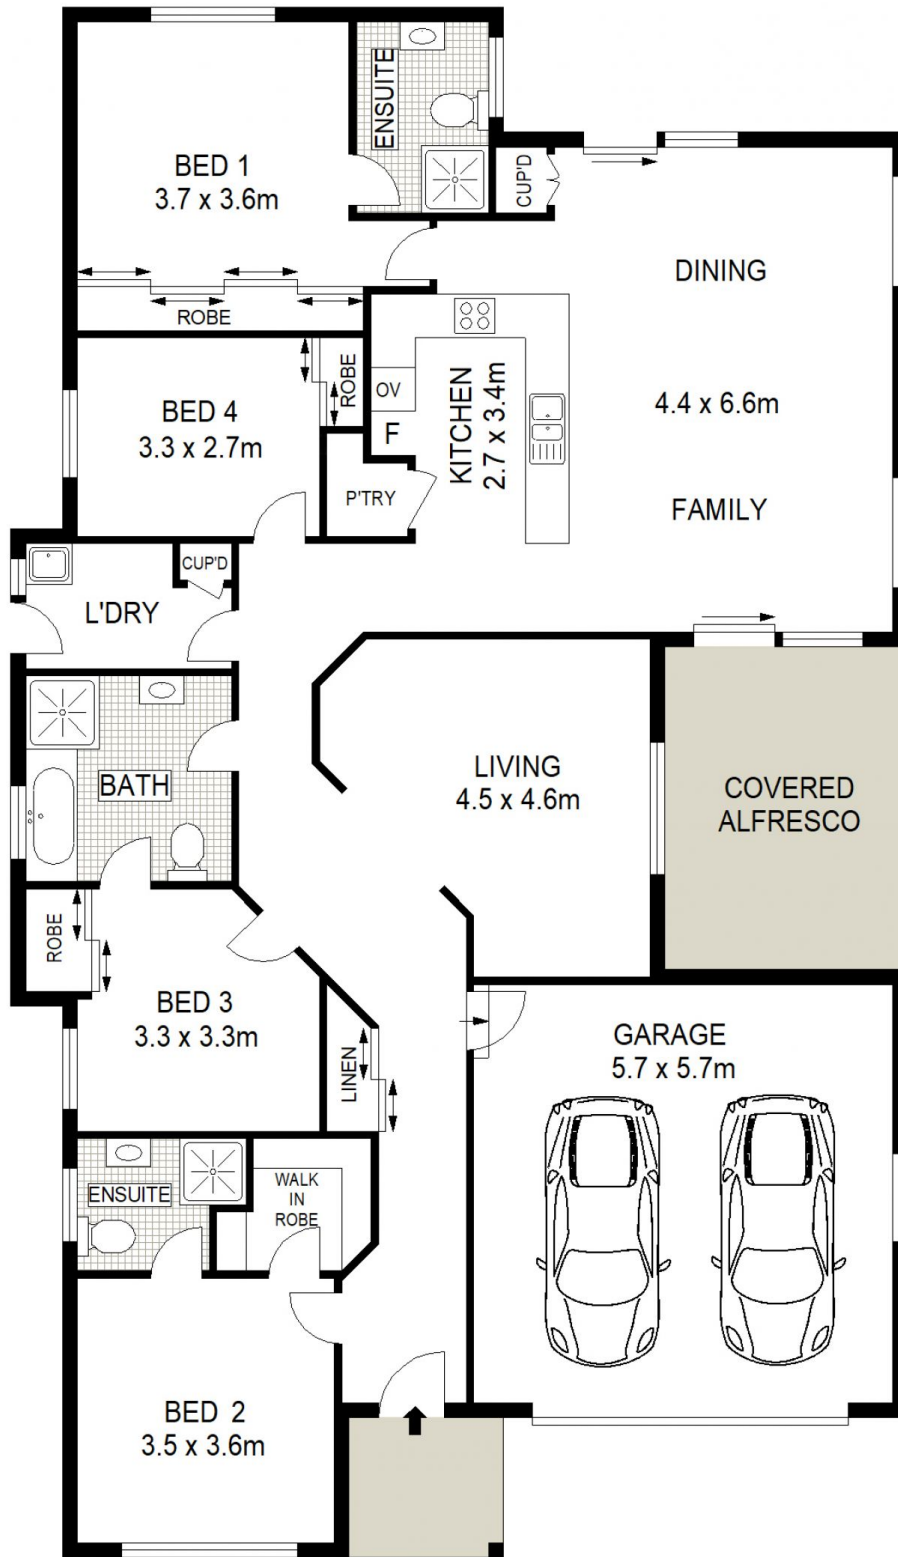 ENSUITE
BED 1
3.7 x 3.6m
CUP'D
DINING
ROBE
BED 4
3.3 x 2.7m
ROBE
OV
F
KITCHEN
2.7 x 3.4m
4.4 x 6.6m
P'TRY
FAMILY
CUP'D
L'DRY
BATH
LIVING
4.5 x 4.6m
COVERED
ALFRESCO
ROBE
BED 3
3.3 x 3.3m
LINEN
GARAGE
5.7 x 5.7m
ENSUITE
WALK
IN
ROBE
BED 2
3.5 x 3.6m